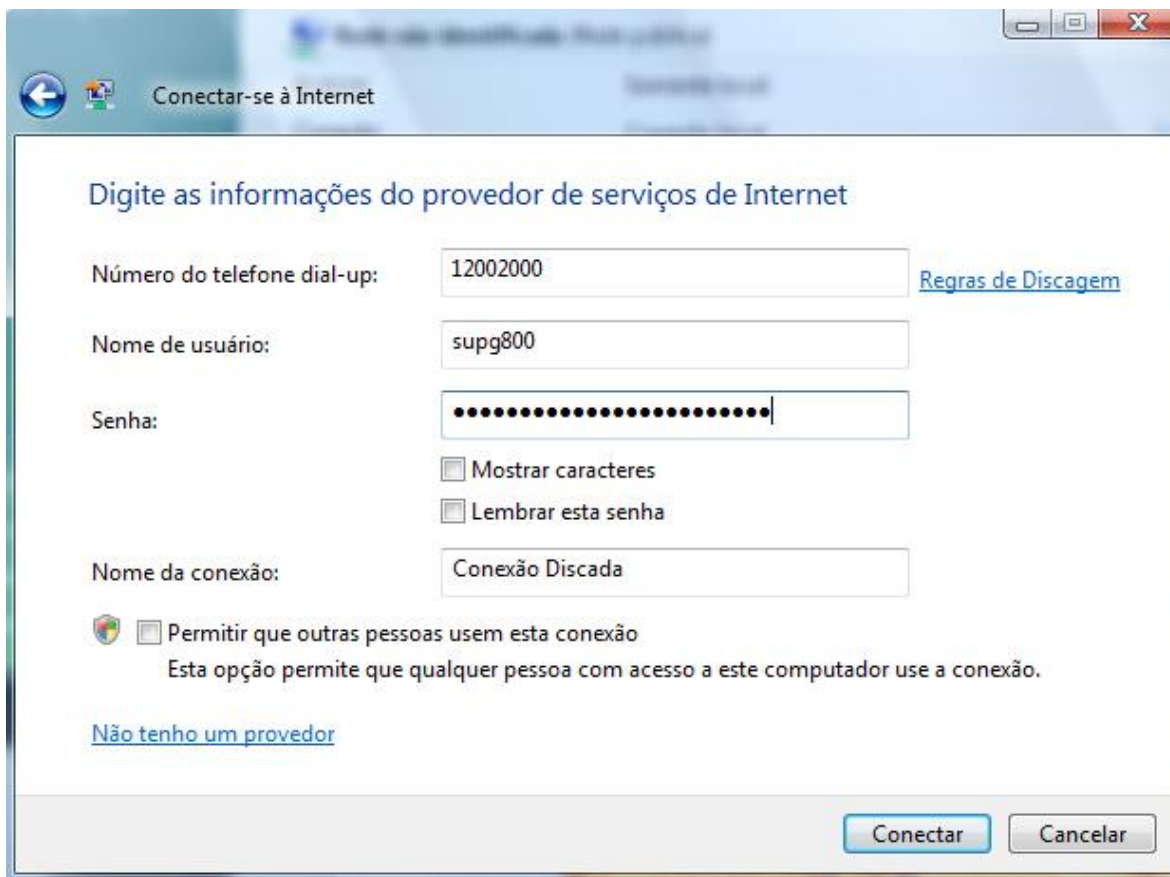 Conectar-se à Internet
Digite as informações do provedor de serviços de Internet
Número do telefone dial-up: 12002000 Regras de Discagem
Nome de usuário: supg800
Senha: ••••••••••••••••••••••••
Mostrar caracteres
Lembrar esta senha
Nome da conexão: Conexão Discada
Permitir que outras pessoas usem esta conexão
Esta opção permite que qualquer pessoa com acesso a este computador use a conexão.
Não tenho um provedor
Conectar Cancelar